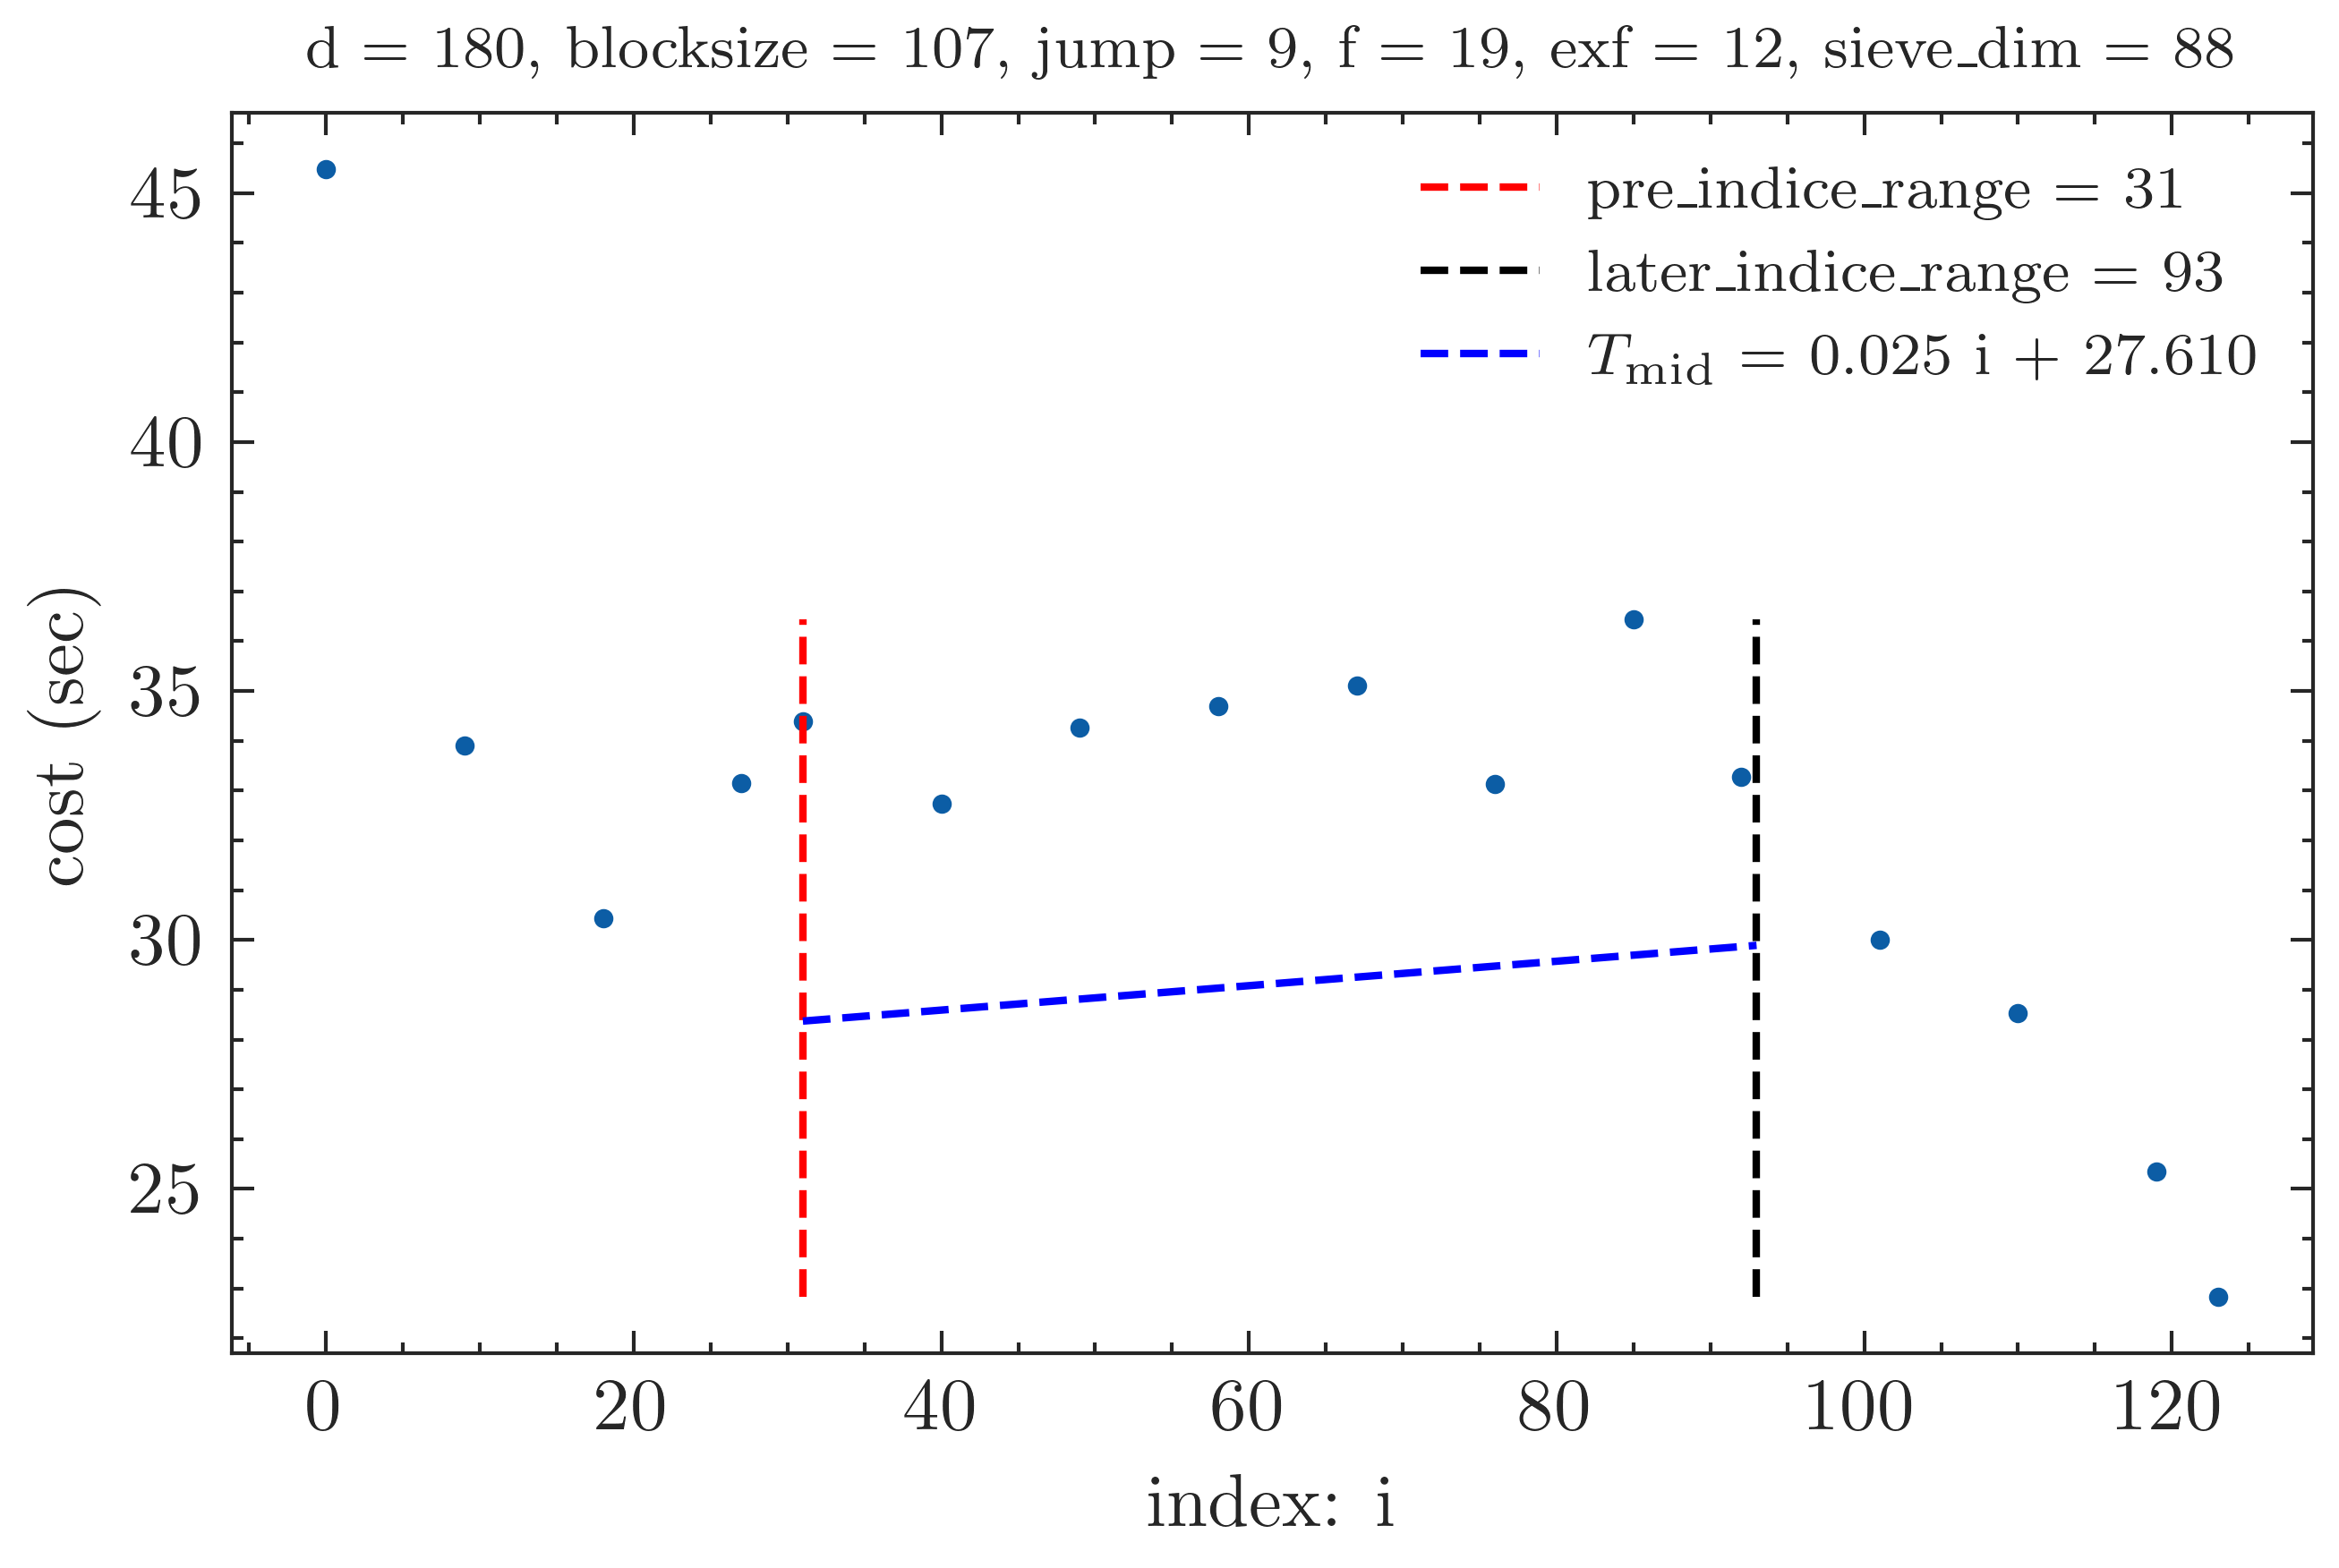 d = 180, blocksize = 107, jump = 9, f = 19, exf = 12, sieve_dim = 88
pre_indice_range = 31
later_indice_range = 93
T_mid = 0.025 i + 27.610
45
40
35
30
25
cost (sec)
0 20 40 60 80 100 120
index: i